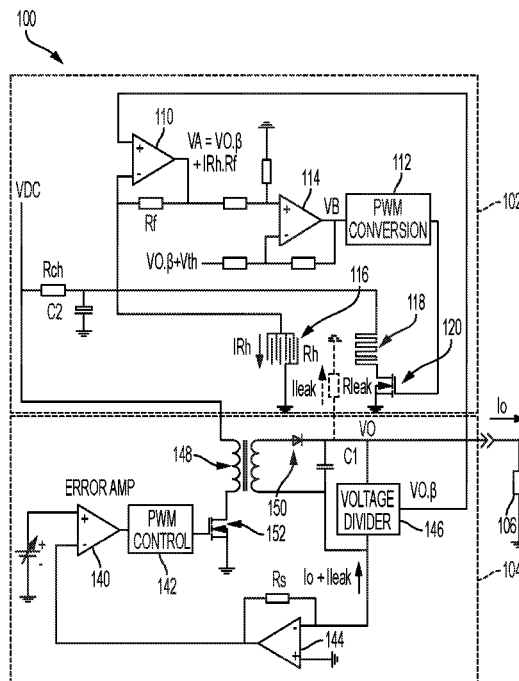 100
110
VA = VO.β
+ IRh.Rf
112
114
VB
PWM
CONVERSION
102
VDC
Rf
VO.β+Vth
Rch
C2
116
118
120
IRh
Rh
Ileak
Rleak
Io
VO
148
150
C1
ERROR AMP
PWM
CONTROL
152
VOLTAGE
DIVIDER
VO.β
146
106
140
142
104
Rs
Io + Ileak
144